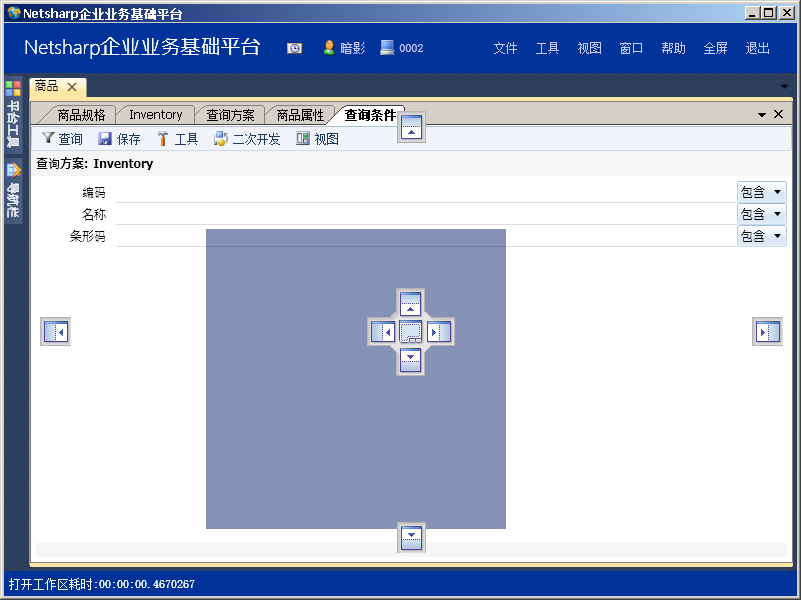 Netsharp企业业务基础平台
Netsharp企业业务基础平台 暗影 0002 文件 工具 视图 窗口 帮助 全屏 退出
商品
平台工具
导航栏
商品规格 Inventory 查询方案 商品属性 查询条件
查询 保存 工具 二次开发 视图
查询方案: Inventory
编码 包含
名称 包含
条形码 包含
打开工作区耗时:00:00:00.4670267